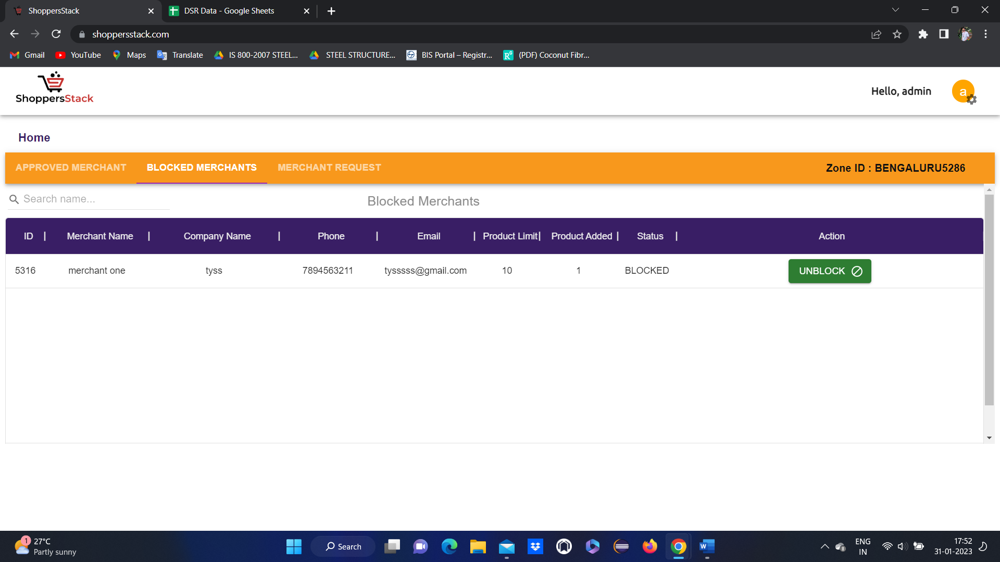 ShoppersStack
DSR Data - Google Sheets
shoppersstack.com
Gmail
YouTube
Maps
Translate
IS 800-2007 STEEL...
STEEL STRUCTURE...
BIS Portal – Registr...
(PDF) Coconut Fibr...
ShoppersStack
Hello, admin
a
Home
APPROVED MERCHANT
BLOCKED MERCHANTS
MERCHANT REQUEST
Zone ID : BENGALURU5286
Search name...
Blocked Merchants
ID | Merchant Name | Company Name | Phone | Email | Product Limit| Product Added | Status | Action
5316 merchant one tyss 7894563211 tysssss@gmail.com 10 1 BLOCKED UNBLOCK
1
27°C
Partly sunny
Search
ENG
IN
17:52
31-01-2023